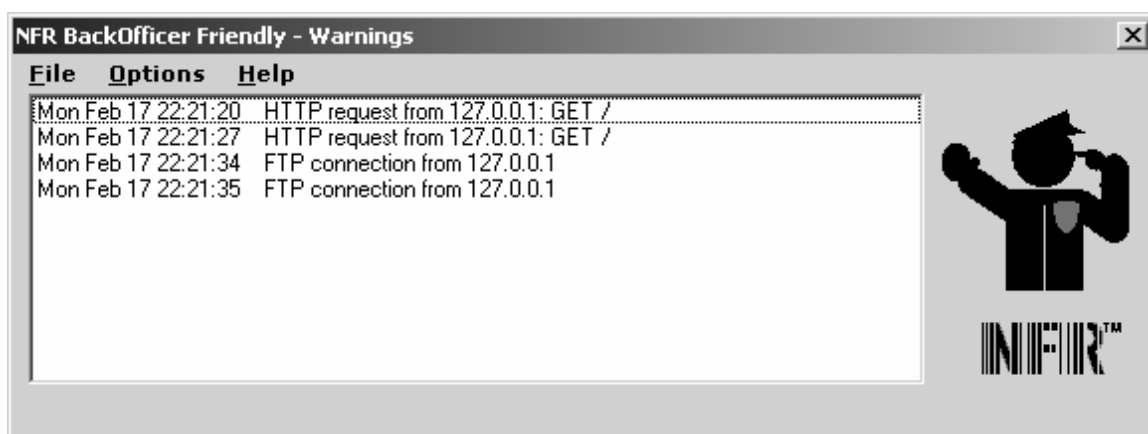 NFR BackOfficer Friendly - Warnings
File Options Help
Mon Feb 17 22:21:20 HTTP request from 127.0.0.1: GET /
Mon Feb 17 22:21:27 HTTP request from 127.0.0.1: GET /
Mon Feb 17 22:21:34 FTP connection from 127.0.0.1
Mon Feb 17 22:21:35 FTP connection from 127.0.0.1
NFR™